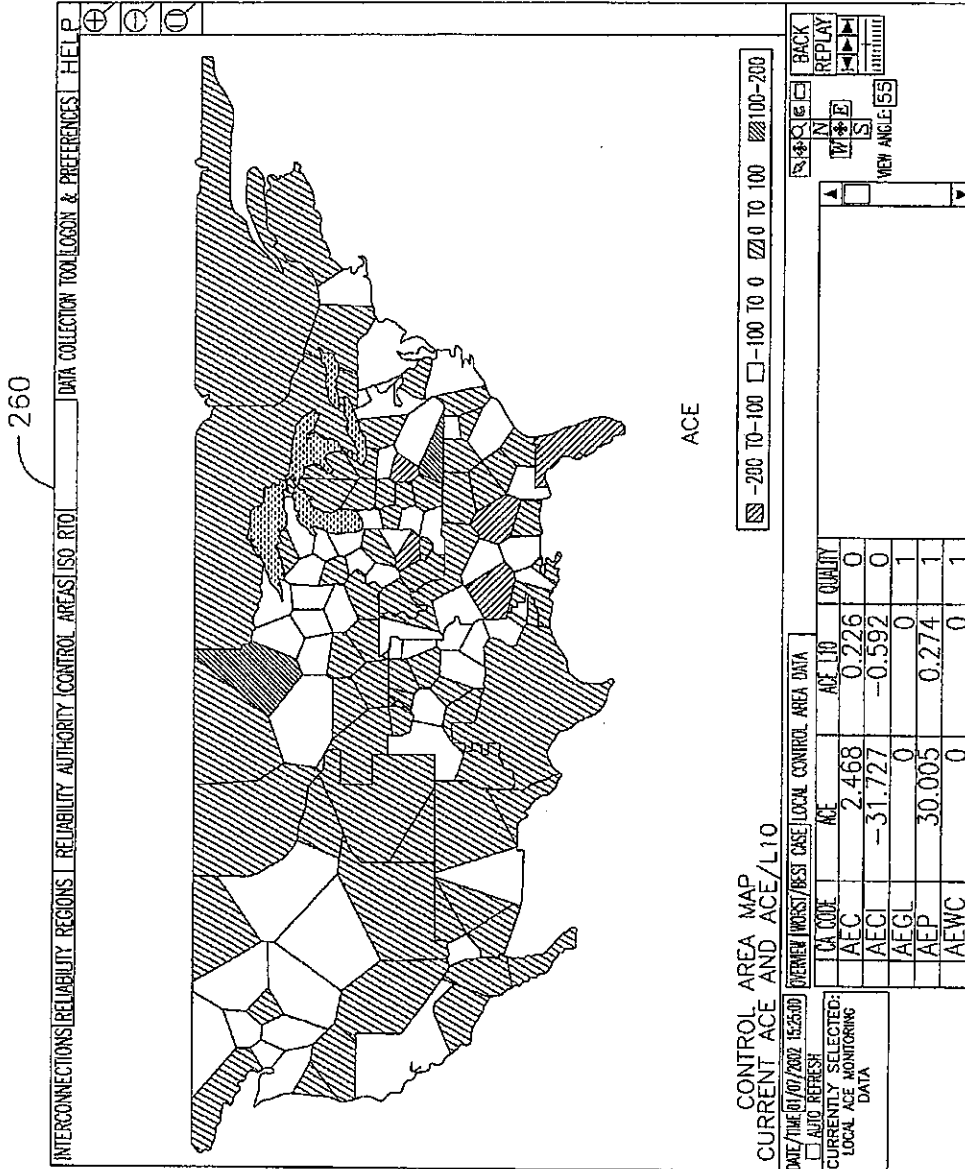 260
INTERCONNECTIONS RELIABILITY REGIONS RELIABILITY AUTHORITY CONTROL AREAS ISO RTO DATA COLLECTION TOOL LOGON & PREFERENCES HELP
ACE
-200 TO-100 -100 TO 0 0 TO 100 100-200
CONTROL AREA MAP
CURRENT ACE AND ACE/L10
DATE/TIME 01/07/2002 15:25:00
AUTO REFRESH
CURRENTLY SELECTED:
LOCAL ACE MONITORING
DATA
OVERVIEW WORST/BEST CASE LOCAL CONTROL AREA DATA
CA CODE ACE ACE L10 QUALITY
AEC 2.468 0.226 0
AECI -31.727 -0.592 0
AEGL 0 0 1
AEP 30.005 0.274 1
AEWC 0 0 1
N
W E
S
VIEW ANGLE: 55
BACK
REPLAY